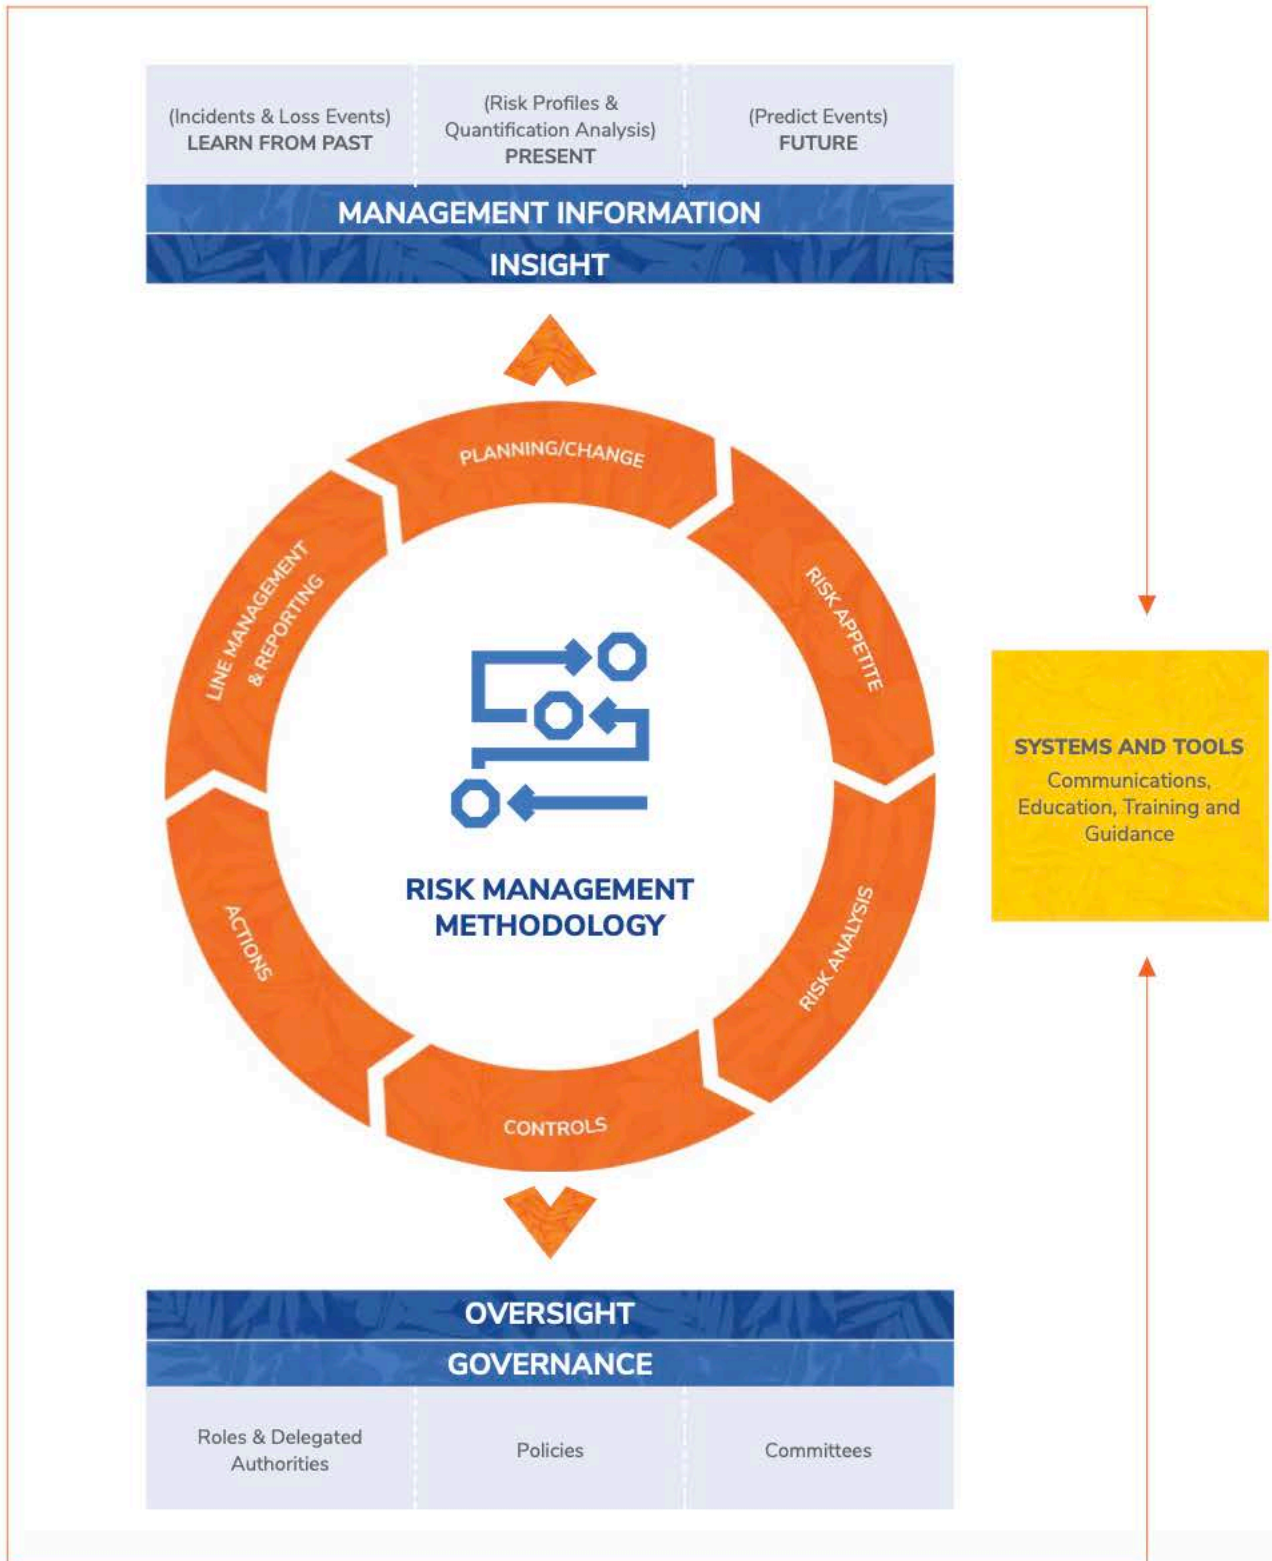 (Incidents & Loss Events)
LEARN FROM PAST
(Risk Profiles &
Quantification Analysis)
PRESENT
(Predict Events)
FUTURE
MANAGEMENT INFORMATION
INSIGHT
PLANNING/CHANGE
RISK APPETITE
RISK ANALYSIS
CONTROLS
ACTIONS
LINE MANAGEMENT
& REPORTING
RISK MANAGEMENT
METHODOLOGY
SYSTEMS AND TOOLS
Communications,
Education, Training and
Guidance
OVERSIGHT
GOVERNANCE
Roles & Delegated
Authorities
Policies
Committees